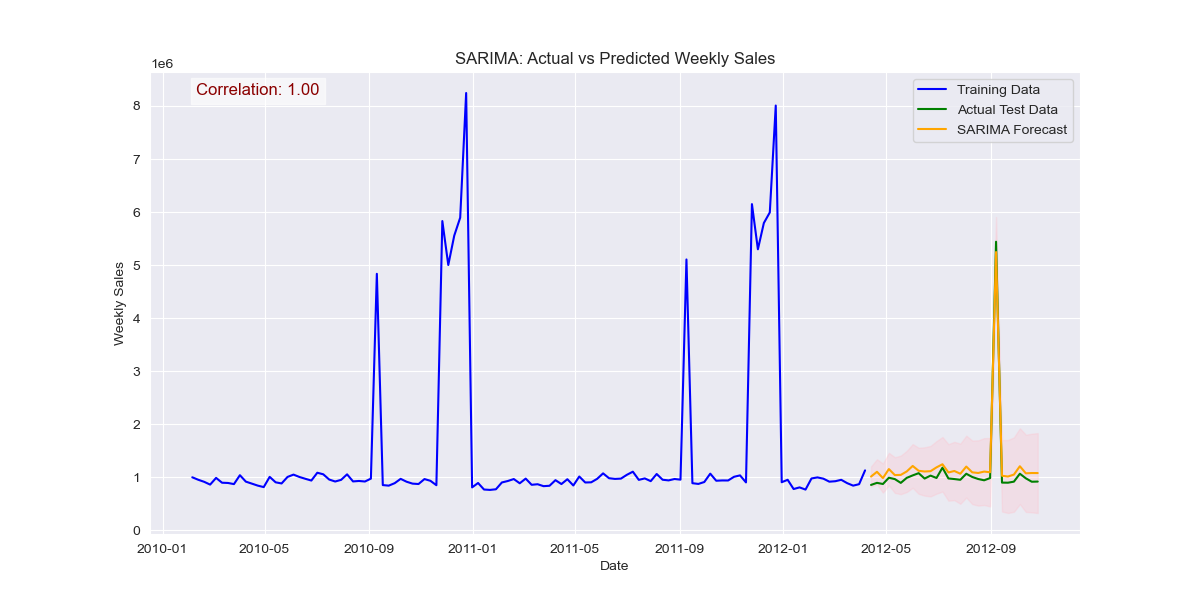 SARIMA: Actual vs Predicted Weekly Sales
1e6
Correlation: 1.00
Training Data
Actual Test Data
SARIMA Forecast
8
7
6
5
4
3
2
1
0
Weekly Sales
2010-01 2010-05 2010-09 2011-01 2011-05 2011-09 2012-01 2012-05 2012-09
Date